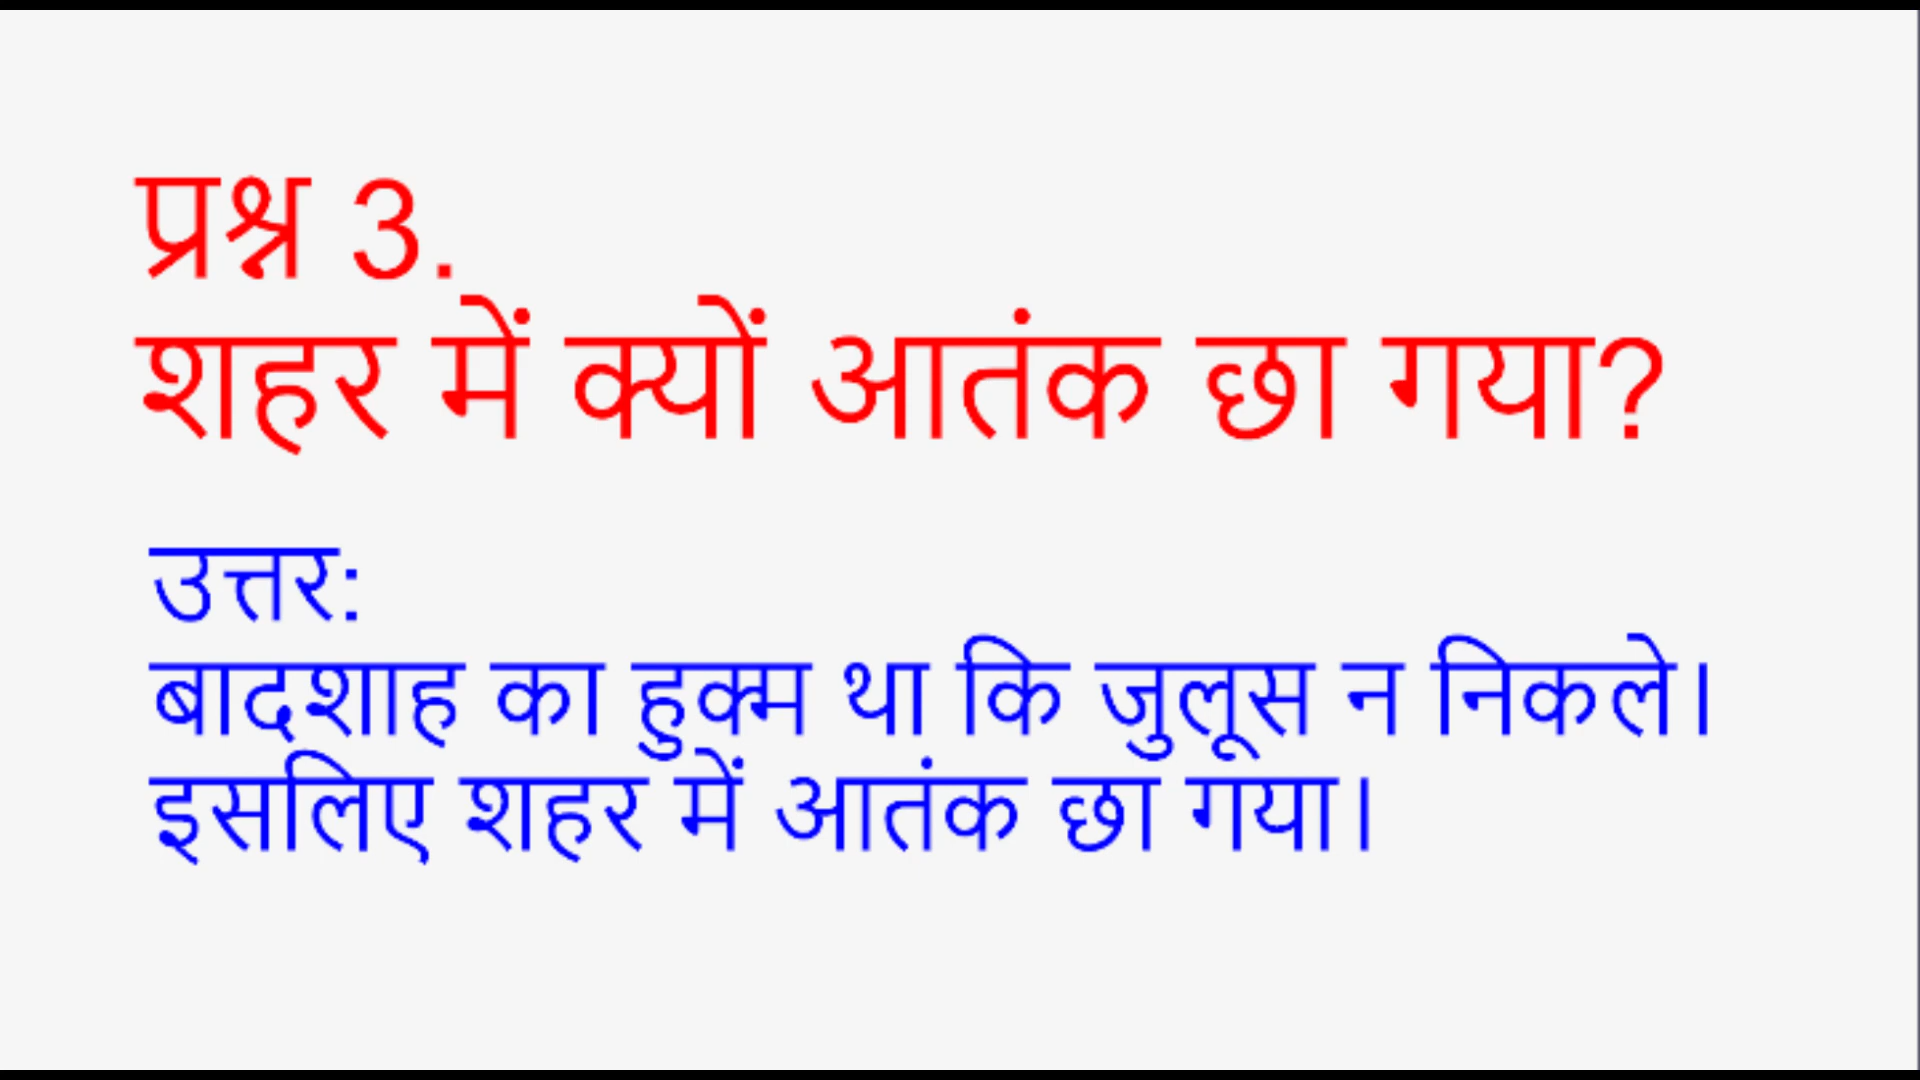 प्रश्न 3.
शहर में क्यों आतंक छा गया?
उत्तर:
बादशाह का हुक्म था कि जुलूस न निकले।
इसलिए शहर में आतंक छा गया।